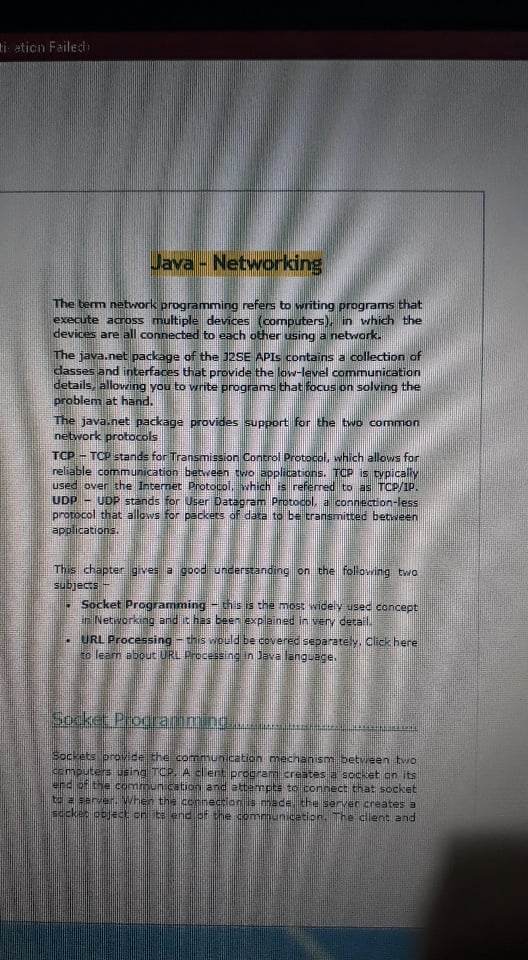 ation Failed)
Java - Networking
The term network programming refers to writing programs that
execute across multiple devices (computers), in which the
devices are all connected to each other using a network.
The java.net package of the J2SE APIs contains a collection of
classes and interfaces that provide the low-level communication
details, allowing you to write programs that focus on solving the
problem at hand.
The java.net package provides support for the two common
network protocols
TCP – TCP stands for Transmission Control Protocol, which allows for
reliable communication between two applications. TCP is typically
used over the Internet Protocol, which is referred to as TCP/IP.
UDP – UDP stands for User Datagram Protocol, a connection-less
protocol that allows for packets of data to be transmitted between
applications.
This chapter gives a good understanding on the following two
subjects –
• Socket Programming – this is the most widely used concept
in Networking and it has been explained in very detail.
• URL Processing – this would be covered separately. Click here
to learn about URL Processing in Java language.
Socket Programming
Sockets provide the communication mechanism between two
computers using TCP. A client program creates a socket on its
end of the communication and attempts to connect that socket
to a server. When the connection is made, the server creates a
socket object on its end of the communication. The client and